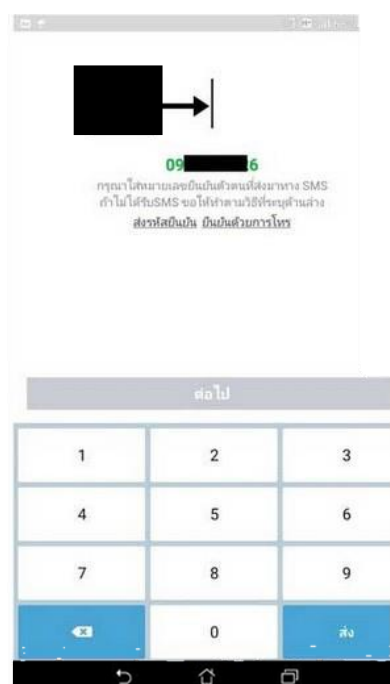 09 6
กรุณาใส่หมายเลขยืนยันตัวตนที่ส่งมาทาง SMS
ถ้าไม่ได้รับSMS ขอให้ทำตามวิธีที่ระบุด้านล่าง
ส่งรหัสยืนยัน ยืนยันด้วยการโทร
ต่อไป
1 2 3
4 5 6
7 8 9
0 ส่ง